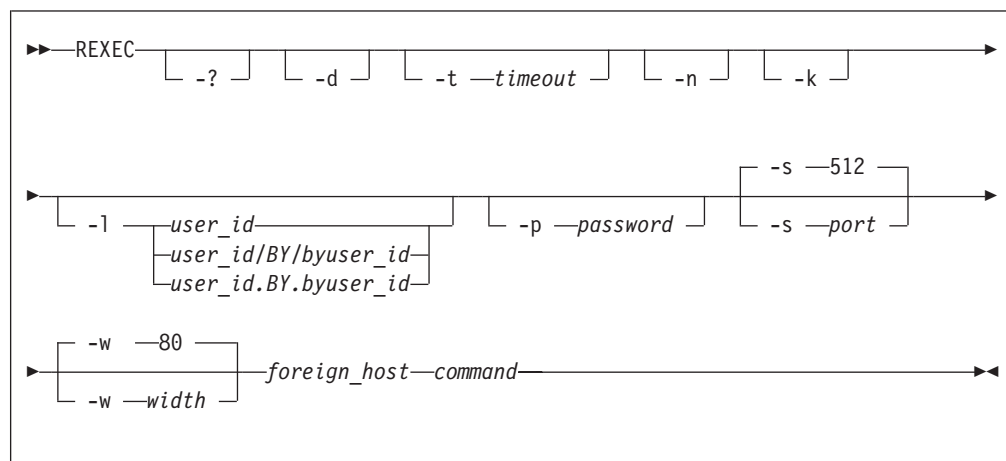 REXEC
-? -d -t timeout -n -k
-s 512
-l user_id -p password -s port
user_id/BY/byuser_id
user_id.BY.byuser_id
-w 80
foreign_host command
-w width